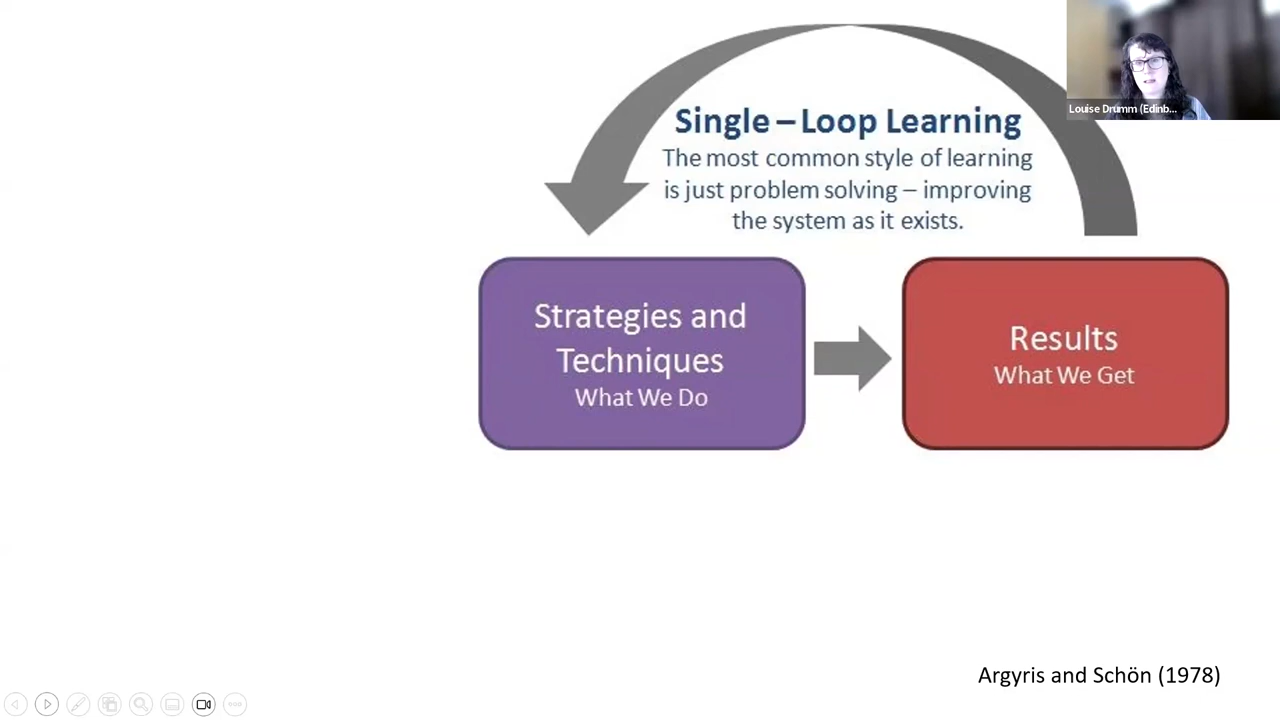 Louise Drumm (Edinb...
Single – Loop Learning
The most common style of learning
is just problem solving – improving
the system as it exists.
Strategies and
Techniques
What We Do
Results
What We Get
Argyris and Schön (1978)